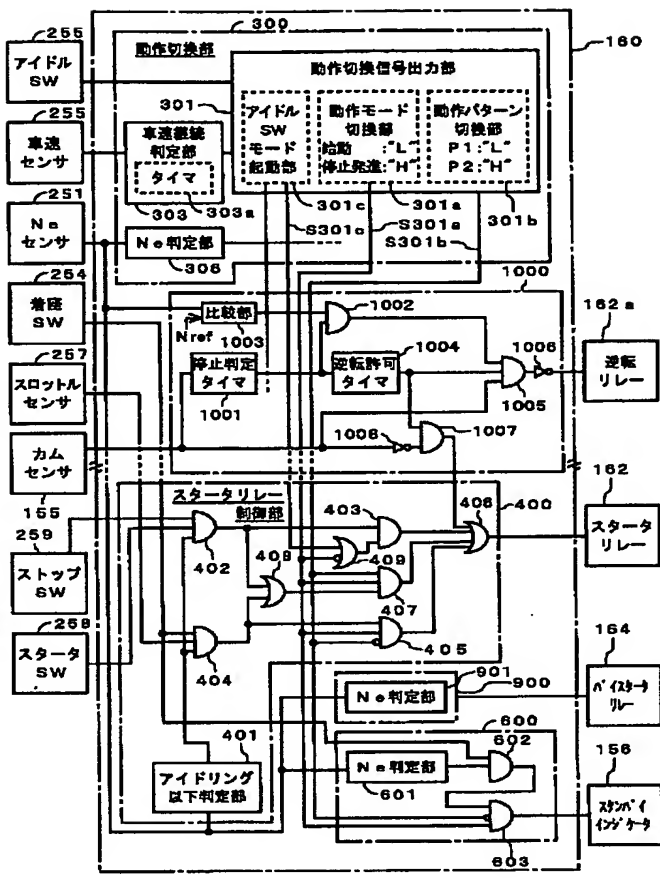 300
255
アイドル
SW
動作切換部
160
動作切換信号出力部
301
255
車速
センサ
車速継続
判定部
タイマ
303
303a
アイドル
SW
モード
起動部
301c
動作モード
切換部
始動 :"L"
停止発進:"H"
301a
動作パターン
切換部
P1:"L"
P2:"H"
301b
S301c
S301a
S301b
251
Ne
センサ
Ne判定部
306
254
着座
SW
1000
1002
162a
比較部
Nref
1003
1004
1006
逆転
リレー
257
スロットル
センサ
停止判定
タイマ
1001
逆転許可
タイマ
1005
1007
カム
センサ
155
1008
スタータリレー
制御部
403
406
400
162
スタータ
リレー
259
ストップ
SW
402
408
409
407
258
スタータ
SW
404
405
164
901
900
Ne判定部
バイスタータ
リレー
401
600
602
アイドリング
以下判定部
Ne判定部
601
156
スタンバイ
インジケータ
603